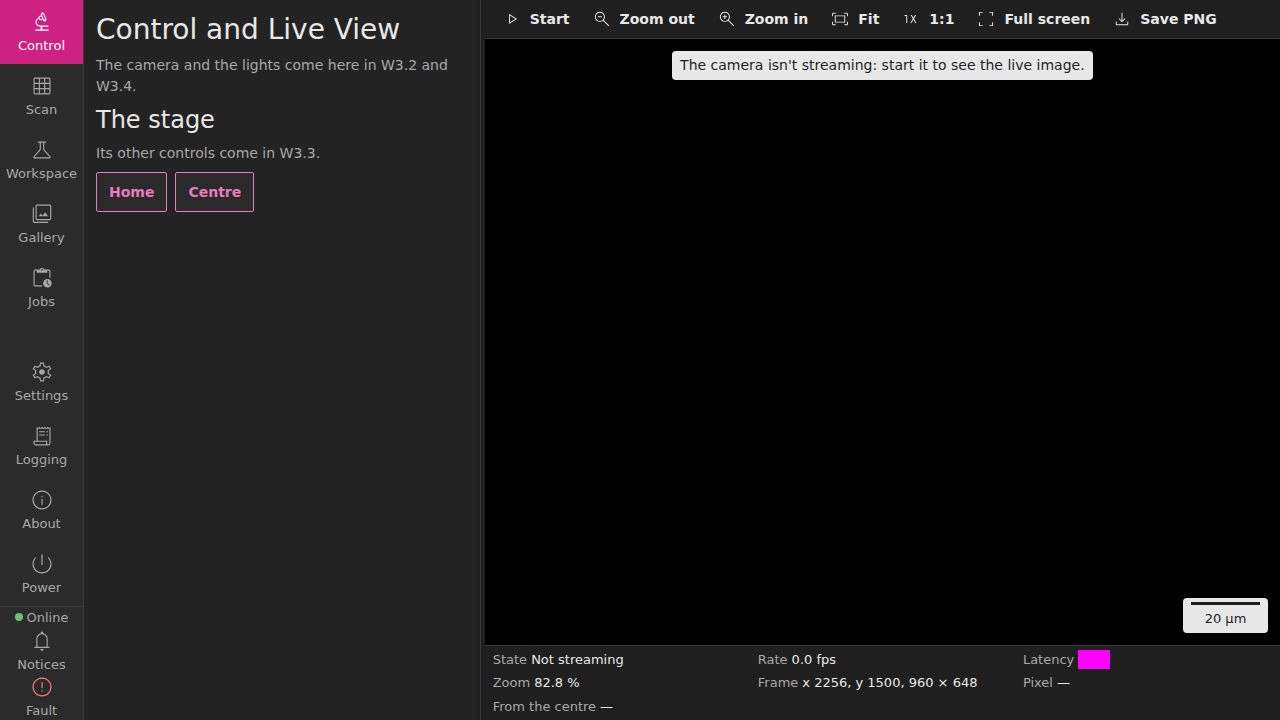 Control
Scan
Workspace
Gallery
Jobs
Settings
Logging
About
Power
Online
Notices
Fault
Control and Live View
The camera and the lights come here in W3.2 and
W3.4.
The stage
Its other controls come in W3.3.
Home Centre
Start Zoom out Zoom in Fit 1X 1:1 Full screen Save PNG
The camera isn't streaming: start it to see the live image.
20 µm
State Not streaming Rate 0.0 fps Latency
Zoom 82.8 % Frame x 2256, y 1500, 960 × 648 Pixel —
From the centre —